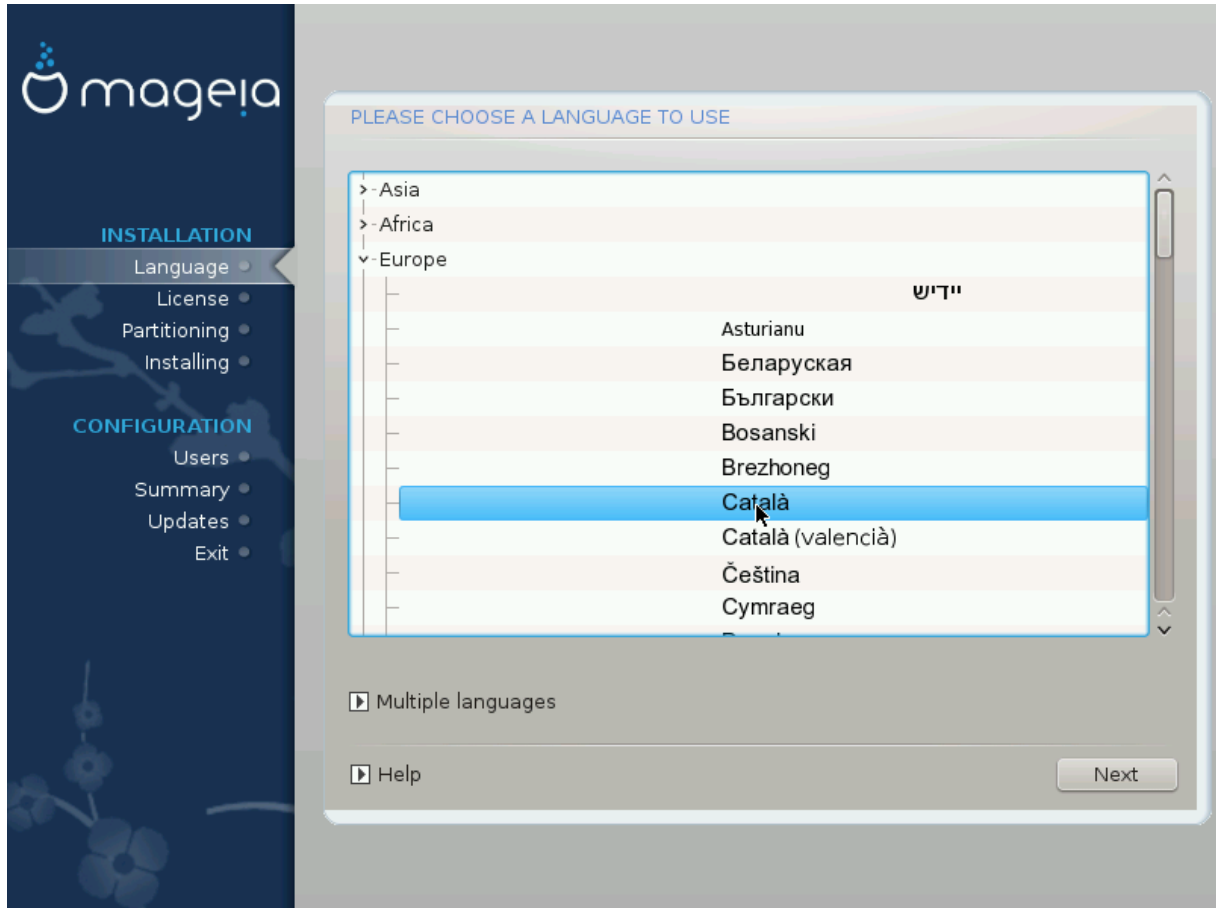 mageia
INSTALLATION
Language
License
Partitioning
Installing
CONFIGURATION
Users
Summary
Updates
Exit
PLEASE CHOOSE A LANGUAGE TO USE
Asia
Africa
Europe
ייִדיש
Asturianu
Беларуская
Български
Bosanski
Brezhoneg
Català
Català (valencià)
Čeština
Cymraeg
Multiple languages
Help
Next